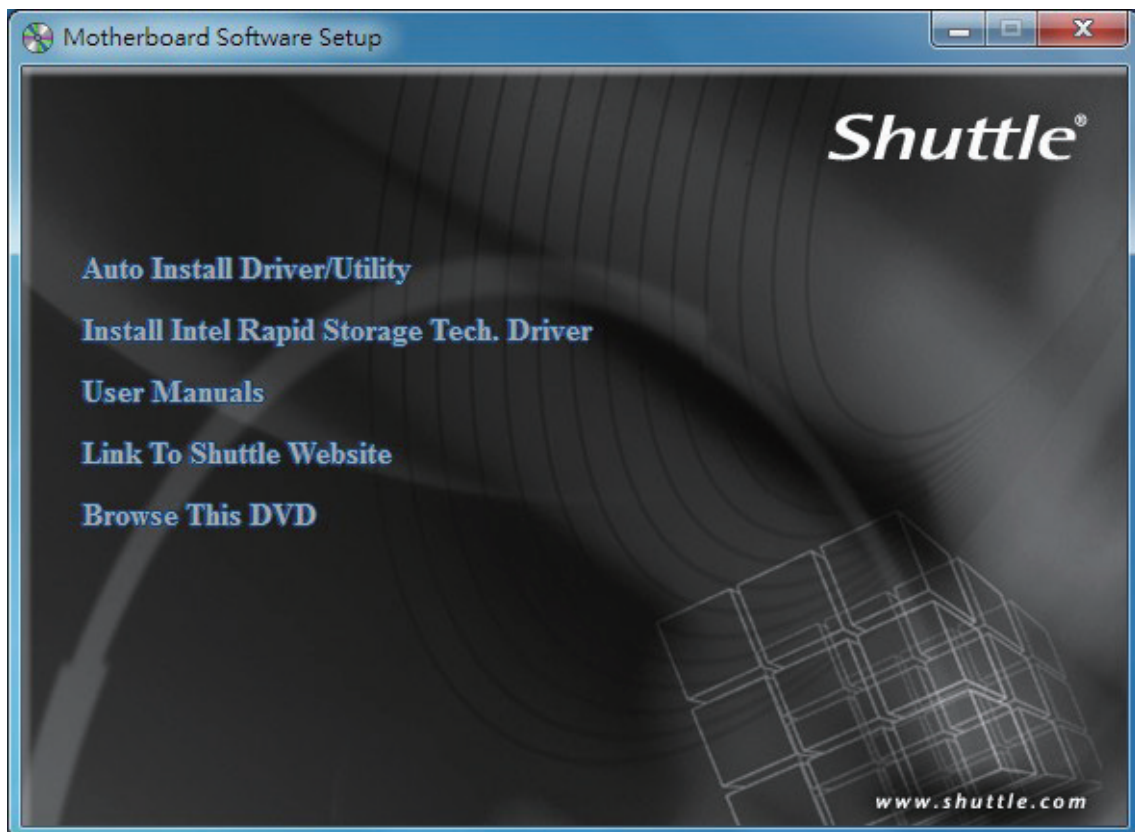 Motherboard Software Setup
Shuttle®
Auto Install Driver/Utility
Install Intel Rapid Storage Tech. Driver
User Manuals
Link To Shuttle Website
Browse This DVD
www.shuttle.com